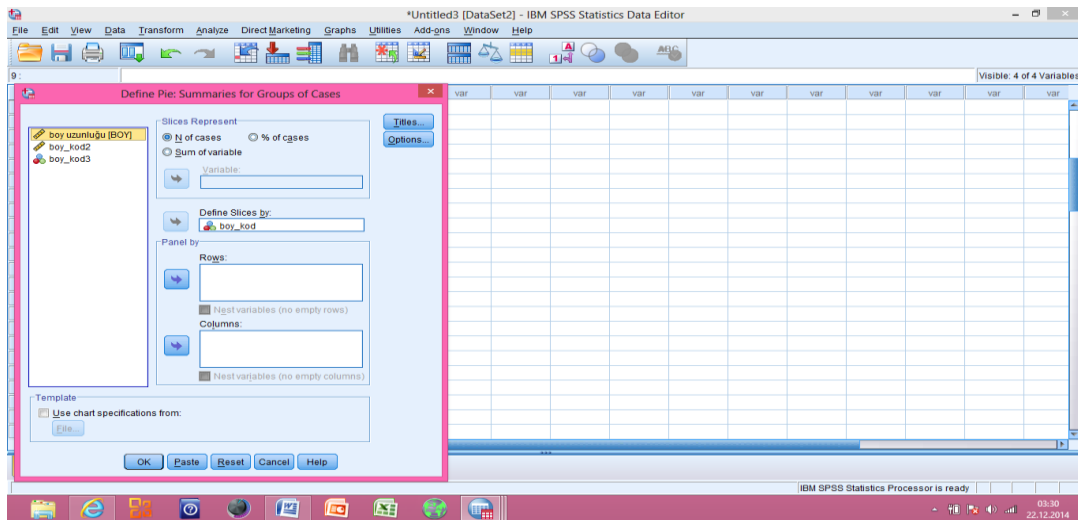 *Untitled3 [DataSet2] - IBM SPSS Statistics Data Editor
File Edit View Data Transform Analyze Direct Marketing Graphs Utilities Add-ons Window Help
9 :
Visible: 4 of 4 Variables
var var var var var var var var var var var
Define Pie: Summaries for Groups of Cases
boy uzunluğu [BOY]
boy_kod2
boy_kod3
Slices Represent
N of cases % of cases
Sum of variable
Variable:
Define Slices by:
boy_kod
Panel by
Rows:
Nest variables (no empty rows)
Columns:
Nest variables (no empty columns)
Titles...
Options...
Template
Use chart specifications from:
File...
OK Paste Reset Cancel Help
IBM SPSS Statistics Processor is ready
03:30
22.12.2014